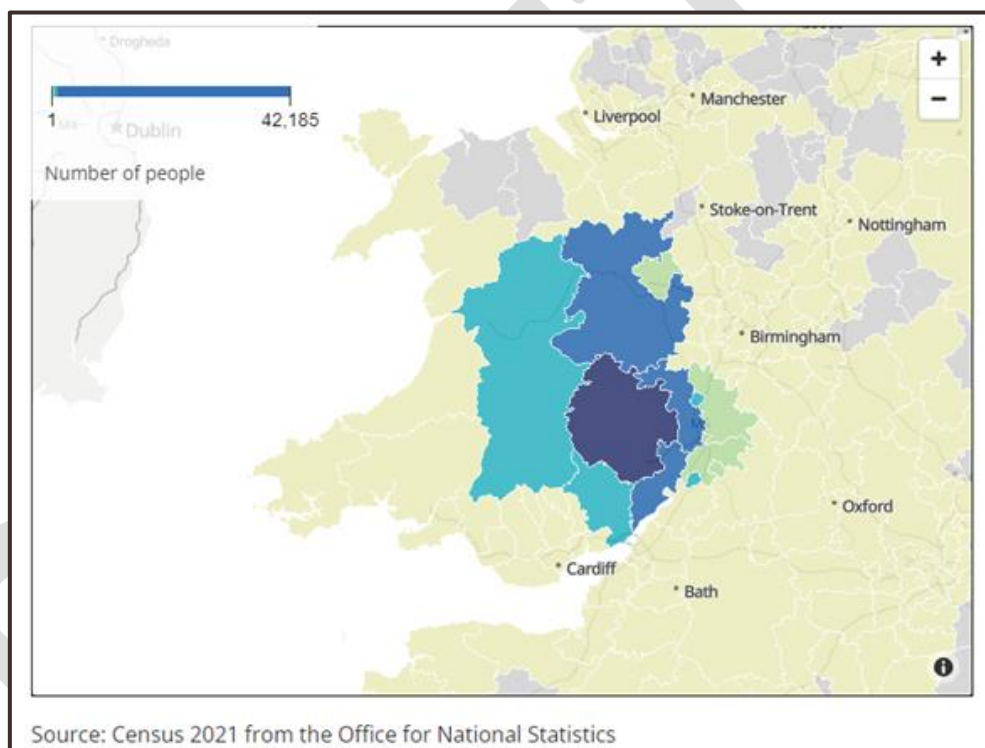 Drogheda
Manchester
Liverpool
1
42,185
Dublin
Number of people
Stoke-on-Trent
Nottingham
Birmingham
Oxford
Cardiff
Bath
Source: Census 2021 from the Office for National Statistics